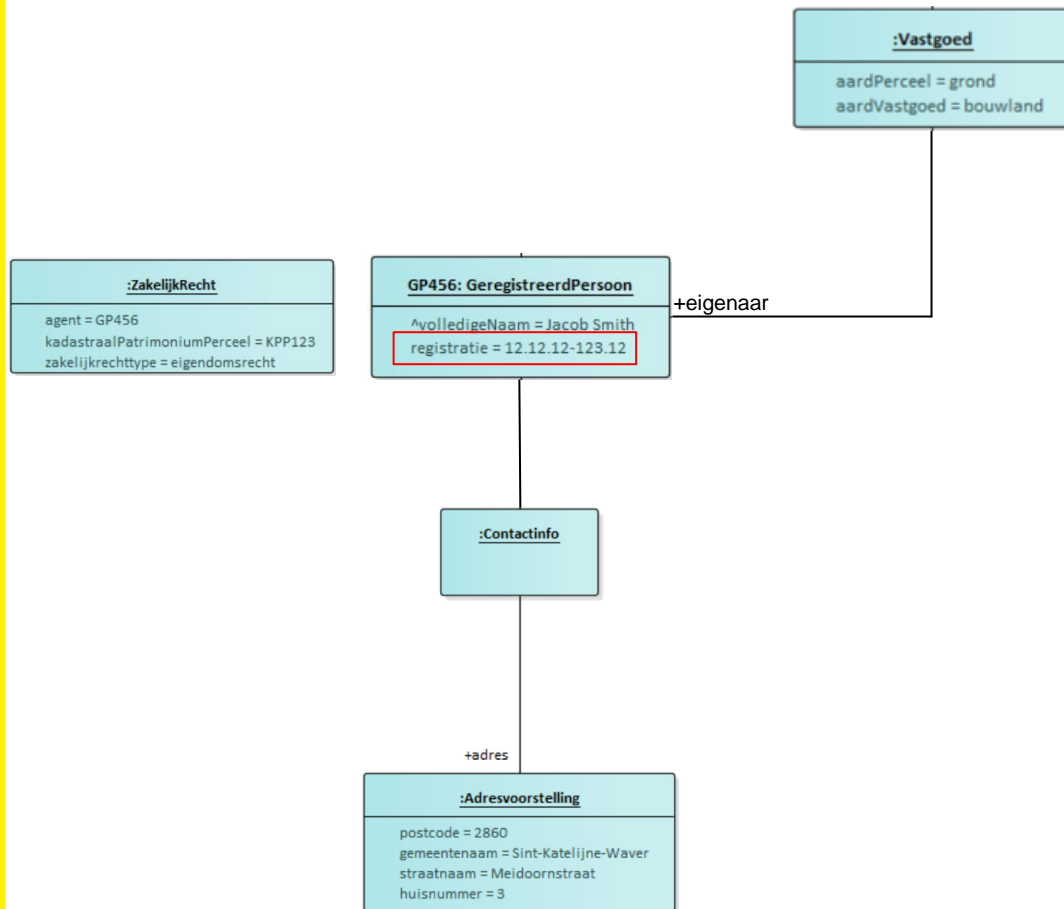 :Vastgoed
aardPerceel = grond
aardVastgoed = bouwland
:ZakelijkRecht
agent = GP456
kadastraalPatrimoniumPerceel = KPP123
zakelijkrechttype = eigendomsrecht
GP456: GeregistreerdPersoon
^volledigeNaam = Jacob Smith
registratie = 12.12.12-123.12
+eigenaar
:Contactinfo
+adres
:Adresvoorstelling
postcode = 2860
gemeentenaam = Sint-Katelijne-Waver
straatnaam = Meidoornstraat
huisnummer = 3